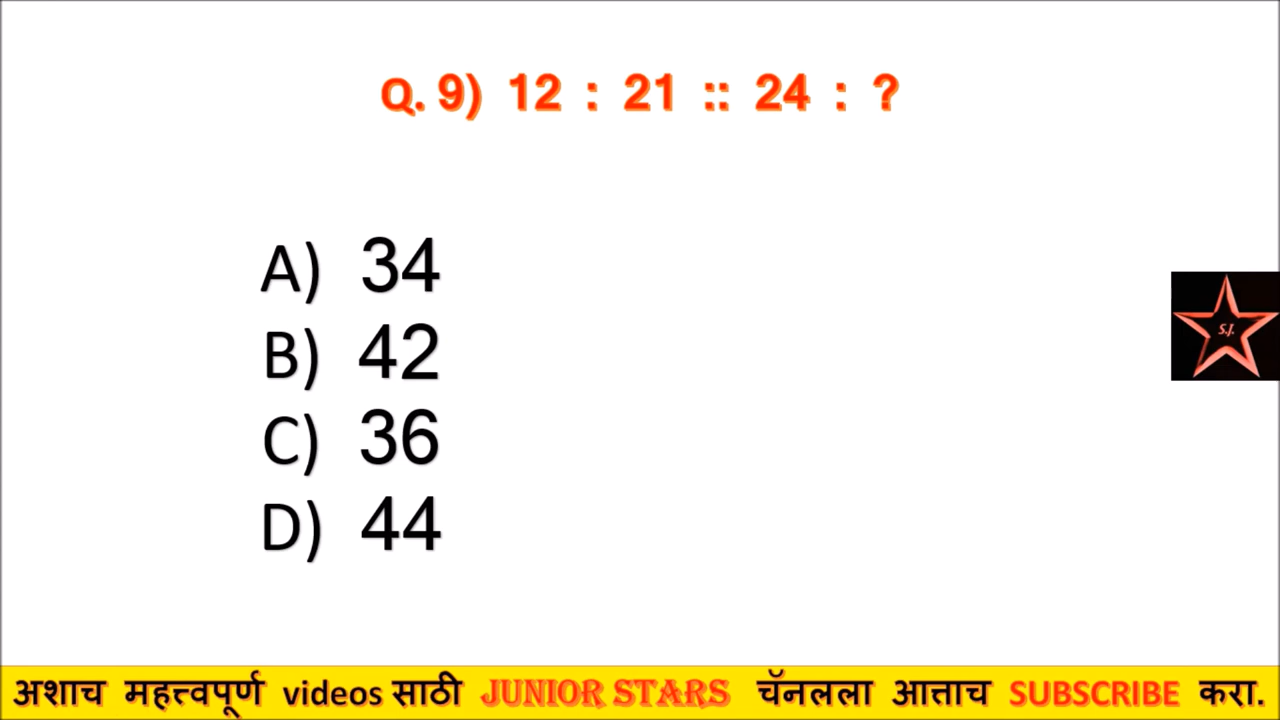 Q. 9) 12 : 21 :: 24 : ?
A) 34
B) 42
C) 36
D) 44
S.J.
अशाच महत्त्वपूर्ण videos साठी JUNIOR STARS चॅनलला आत्ताच SUBSCRIBE करा.